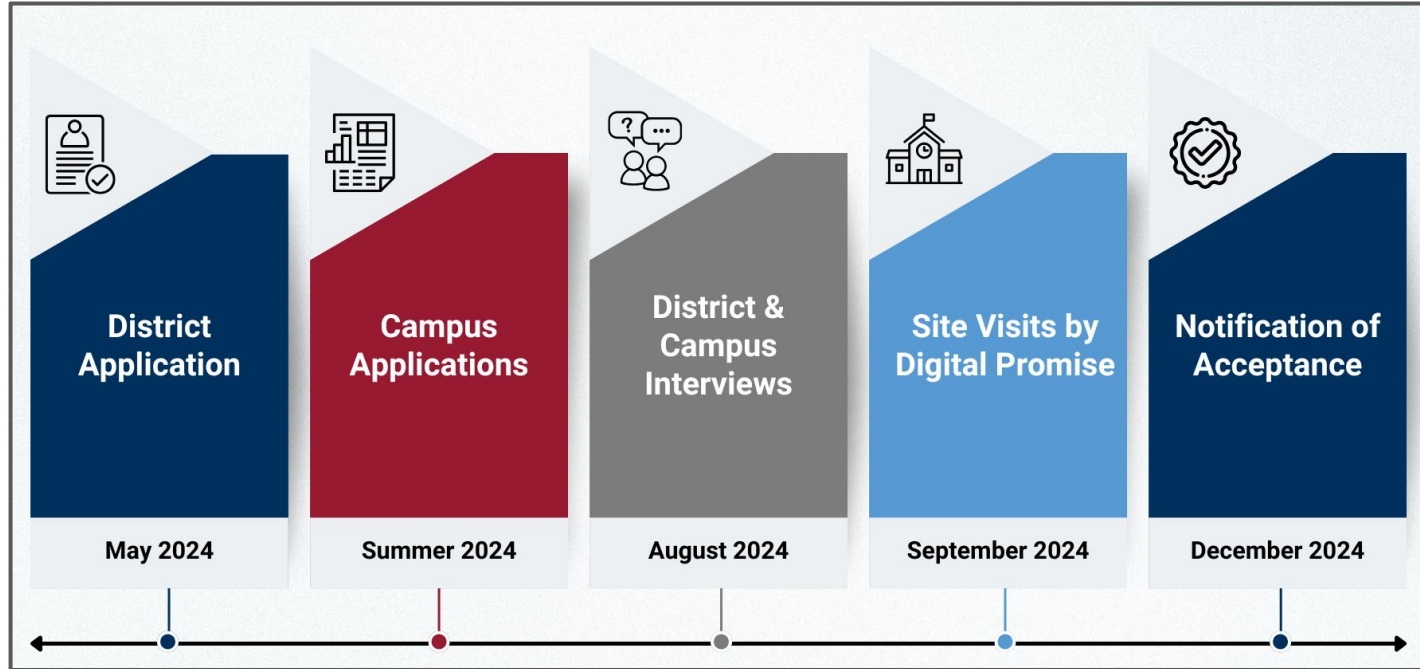 District
Application
May 2024
Campus
Applications
Summer 2024
?
...
District &
Campus
Interviews
August 2024
Site Visits by
Digital Promise
September 2024
Notification of
Acceptance
December 2024